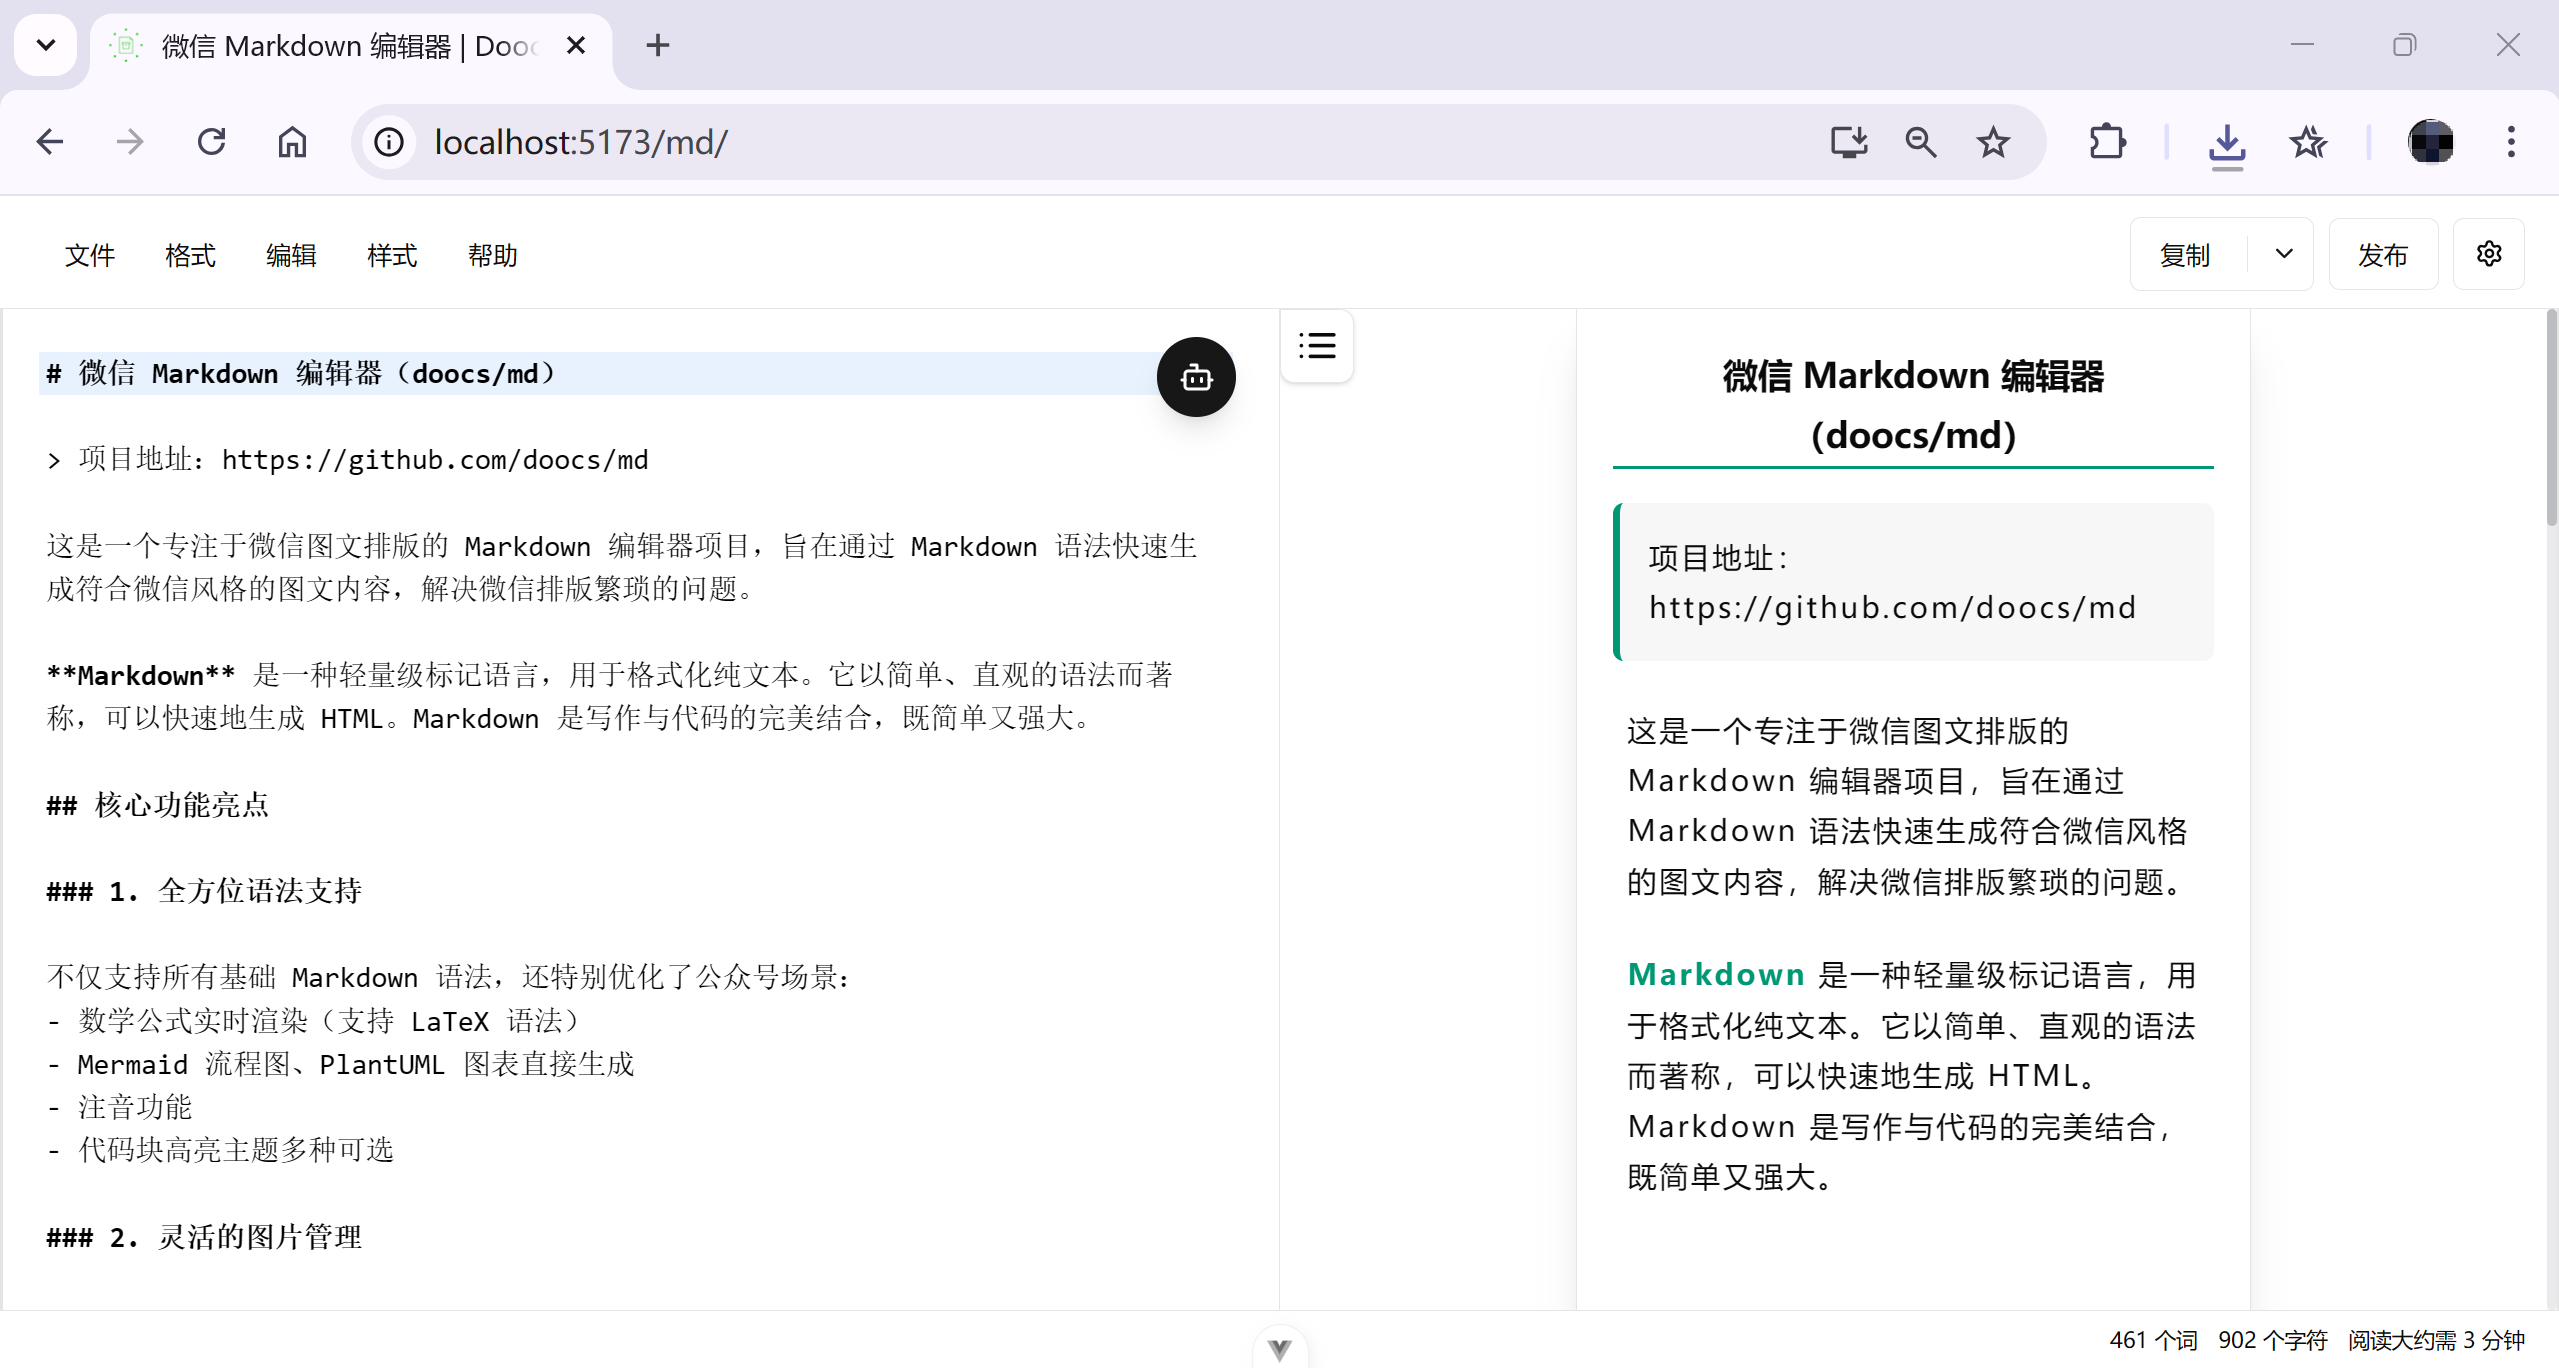 微信 Markdown 编辑器 | Dooc
localhost:5173/md/
文件 格式 编辑 样式 帮助
复制 发布
# 微信 Markdown 编辑器（doocs/md）
> 项目地址：https://github.com/doocs/md
这是一个专注于微信图文排版的 Markdown 编辑器项目，旨在通过 Markdown 语法快速生
成符合微信风格的图文内容，解决微信排版繁琐的问题。
**Markdown** 是一种轻量级标记语言，用于格式化纯文本。它以简单、直观的语法而著
称，可以快速地生成 HTML。Markdown 是写作与代码的完美结合，既简单又强大。
## 核心功能亮点
### 1. 全方位语法支持
不仅支持所有基础 Markdown 语法，还特别优化了公众号场景：
- 数学公式实时渲染（支持 LaTeX 语法）
- Mermaid 流程图、PlantUML 图表直接生成
- 注音功能
- 代码块高亮主题多种可选
### 2. 灵活的图片管理
微信 Markdown 编辑器
（doocs/md）
项目地址：
https://github.com/doocs/md
这是一个专注于微信图文排版的
Markdown 编辑器项目，旨在通过
Markdown 语法快速生成符合微信风格
的图文内容，解决微信排版繁琐的问题。
Markdown 是一种轻量级标记语言，用
于格式化纯文本。它以简单、直观的语法
而著称，可以快速地生成 HTML。
Markdown 是写作与代码的完美结合，
既简单又强大。
461 个词 902 个字符 阅读大约需 3 分钟